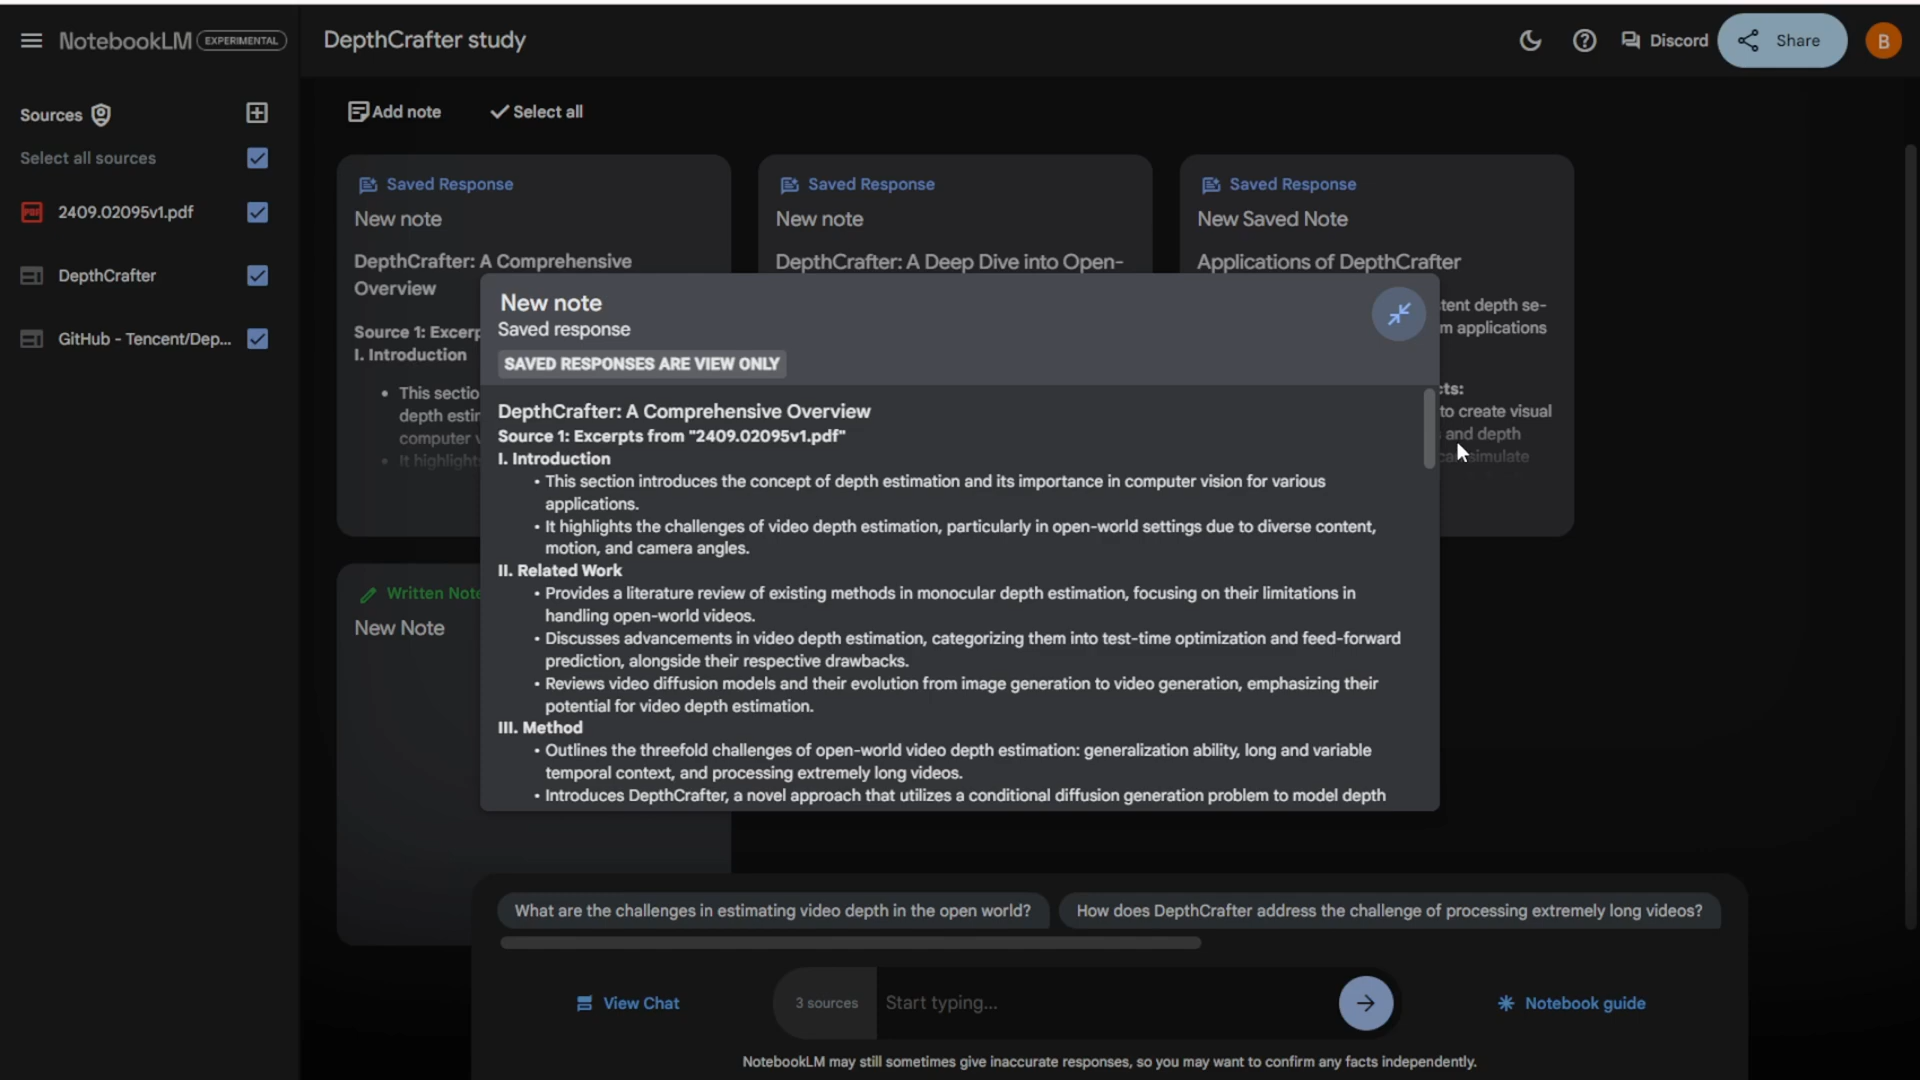 NotebookLM EXPERIMENTAL
DepthCrafter study
Discord
Share
B
Sources
Select all sources
PDF 2409.02095v1.pdf
DepthCrafter
GitHub - Tencent/Dep...
Add note
Select all
Saved Response
New note
DepthCrafter: A Comprehensive
Overview
Source 1: Excerp
I. Introduction
• This sectio
depth estir
computer v
• It highlights
Saved Response
New note
DepthCrafter: A Deep Dive into Open-
Saved Response
New Saved Note
Applications of DepthCrafter
tent depth se-
m applications
cts:
to create visual
and depth
can simulate
Written Note
New Note
New note
Saved response
SAVED RESPONSES ARE VIEW ONLY
DepthCrafter: A Comprehensive Overview
Source 1: Excerpts from "2409.02095v1.pdf"
I. Introduction
• This section introduces the concept of depth estimation and its importance in computer vision for various
applications.
• It highlights the challenges of video depth estimation, particularly in open-world settings due to diverse content,
motion, and camera angles.
II. Related Work
• Provides a literature review of existing methods in monocular depth estimation, focusing on their limitations in
handling open-world videos.
• Discusses advancements in video depth estimation, categorizing them into test-time optimization and feed-forward
prediction, alongside their respective drawbacks.
• Reviews video diffusion models and their evolution from image generation to video generation, emphasizing their
potential for video depth estimation.
III. Method
• Outlines the threefold challenges of open-world video depth estimation: generalization ability, long and variable
temporal context, and processing extremely long videos.
• Introduces DepthCrafter, a novel approach that utilizes a conditional diffusion generation problem to model depth
What are the challenges in estimating video depth in the open world?
How does DepthCrafter address the challenge of processing extremely long videos?
View Chat
3 sources
Start typing...
Notebook guide
NotebookLM may still sometimes give inaccurate responses, so you may want to confirm any facts independently.